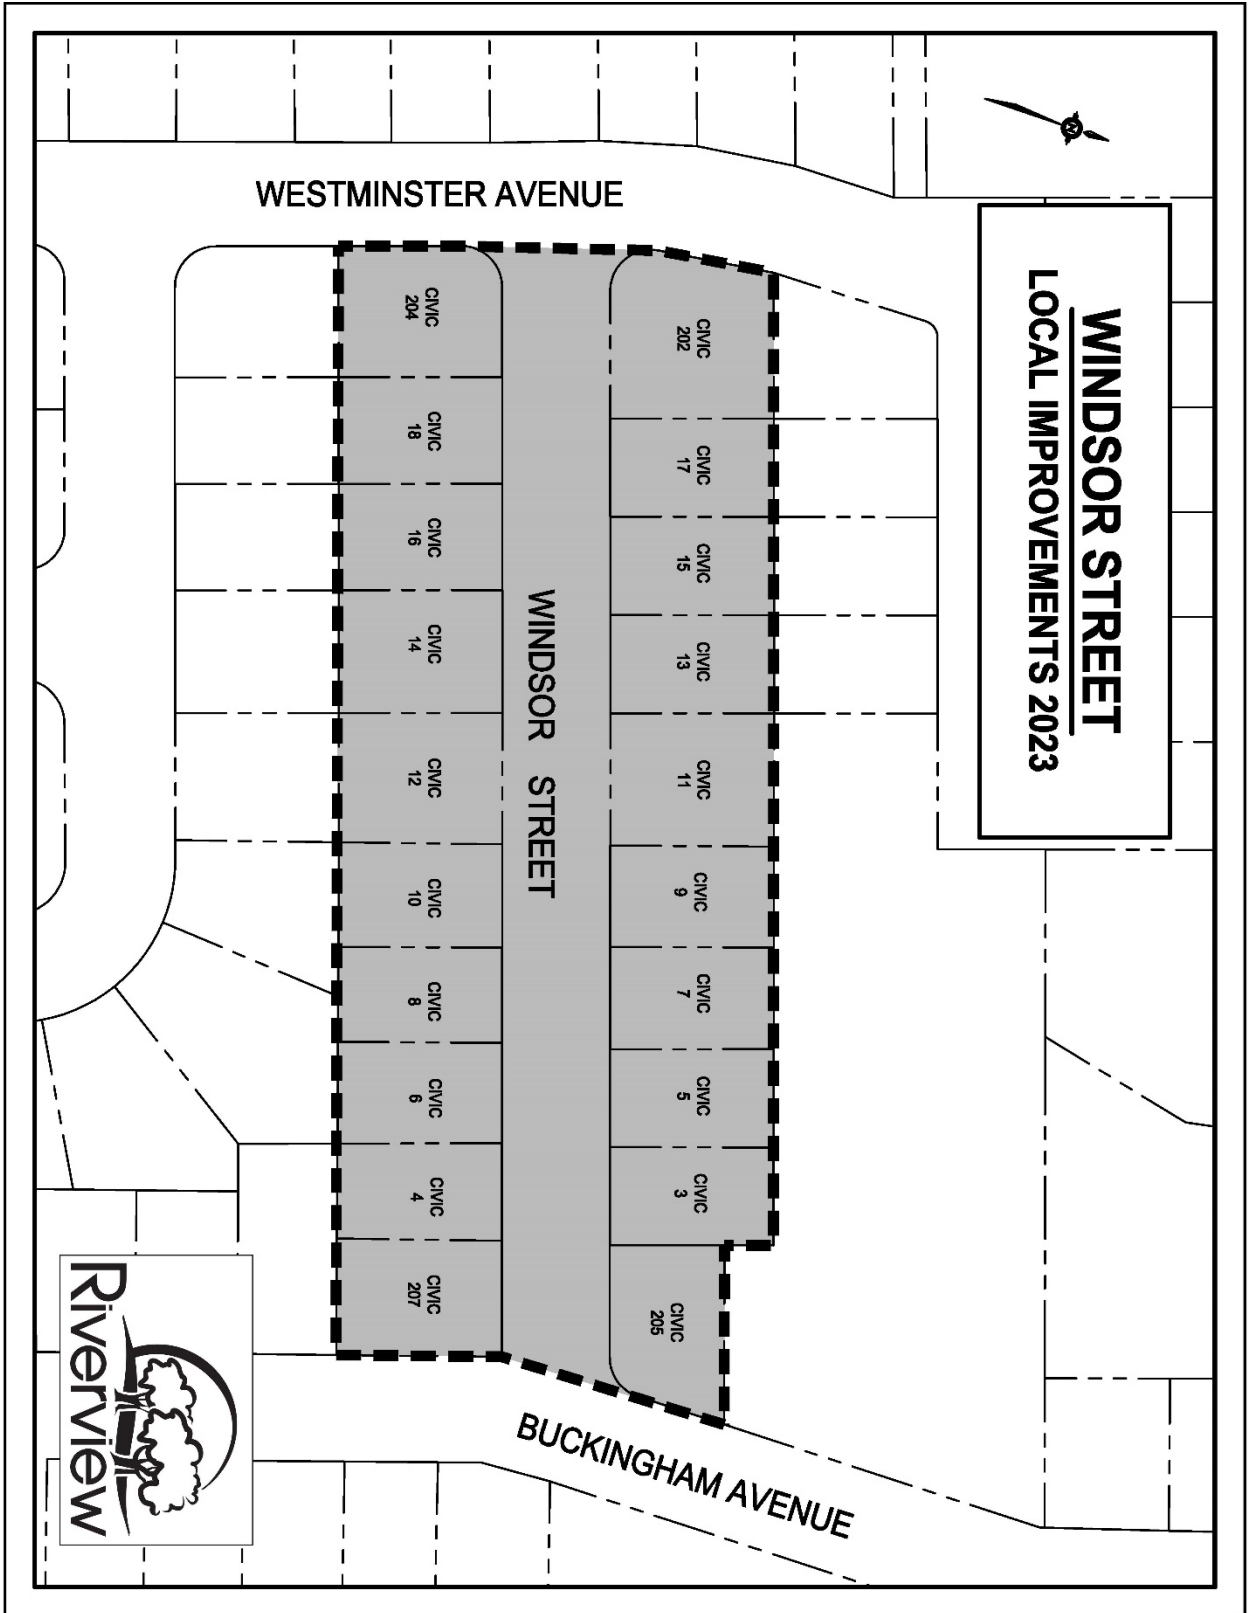 WINDSOR STREET
LOCAL IMPROVEMENTS 2023
N
WESTMINSTER AVENUE
CIVIC
204
CIVIC
202
CIVIC
18
CIVIC
17
CIVIC
16
CIVIC
15
CIVIC
14
CIVIC
13
WINDSOR STREET
CIVIC
12
CIVIC
11
CIVIC
10
CIVIC
9
CIVIC
8
CIVIC
7
CIVIC
6
CIVIC
5
CIVIC
4
CIVIC
3
CIVIC
207
CIVIC
205
BUCKINGHAM AVENUE
Riverview